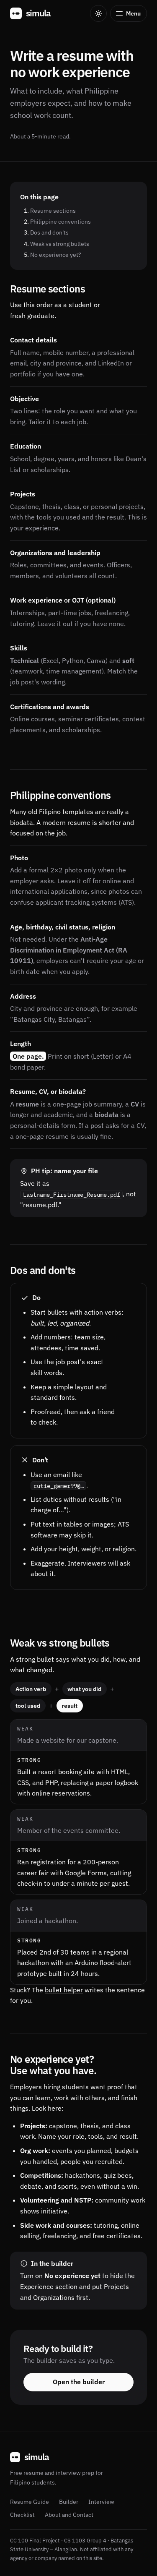 simula
Menu
Write a resume with
no work experience
What to include, what Philippine
employers expect, and how to make
school work count.
About a 5-minute read.
On this page
1. Resume sections
2. Philippine conventions
3. Dos and don'ts
4. Weak vs strong bullets
5. No experience yet?
Resume sections
Use this order as a student or
fresh graduate.
Contact details
Full name, mobile number, a professional
email, city and province, and LinkedIn or
portfolio if you have one.
Objective
Two lines: the role you want and what you
bring. Tailor it to each job.
Education
School, degree, years, and honors like Dean's
List or scholarships.
Projects
Capstone, thesis, class, or personal projects,
with the tools you used and the result. This is
your experience.
Organizations and leadership
Roles, committees, and events. Officers,
members, and volunteers all count.
Work experience or OJT (optional)
Internships, part-time jobs, freelancing,
tutoring. Leave it out if you have none.
Skills
Technical (Excel, Python, Canva) and soft
(teamwork, time management). Match the
job post's wording.
Certifications and awards
Online courses, seminar certificates, contest
placements, and scholarships.
Philippine conventions
Many old Filipino templates are really a
biodata. A modern resume is shorter and
focused on the job.
Photo
Add a formal 2×2 photo only when the
employer asks. Leave it off for online and
international applications, since photos can
confuse applicant tracking systems (ATS).
Age, birthday, civil status, religion
Not needed. Under the Anti-Age
Discrimination in Employment Act (RA
10911), employers can't require your age or
birth date when you apply.
Address
City and province are enough, for example
"Batangas City, Batangas".
Length
One page. Print on short (Letter) or A4
bond paper.
Resume, CV, or biodata?
A resume is a one-page job summary, a CV is
longer and academic, and a biodata is a
personal-details form. If a post asks for a CV,
a one-page resume is usually fine.
PH tip: name your file
Save it as
Lastname_Firstname_Resume.pdf, not
"resume.pdf."
Dos and don'ts
Do
• Start bullets with action verbs:
built, led, organized.
• Add numbers: team size,
attendees, time saved.
• Use the job post's exact
skill words.
• Keep a simple layout and
standard fonts.
• Proofread, then ask a friend
to check.
Don't
• Use an email like
cutie_gamer99@….
• List duties without results ("in
charge of…").
• Put text in tables or images; ATS
software may skip it.
• Add your height, weight, or religion.
• Exaggerate. Interviewers will ask
about it.
Weak vs strong bullets
A strong bullet says what you did, how, and
what changed.
Action verb + what you did +
tool used + result
WEAK
Made a website for our capstone.
STRONG
Built a resort booking site with HTML,
CSS, and PHP, replacing a paper logbook
with online reservations.
WEAK
Member of the events committee.
STRONG
Ran registration for a 200-person
career fair with Google Forms, cutting
check-in to under a minute per guest.
WEAK
Joined a hackathon.
STRONG
Placed 2nd of 30 teams in a regional
hackathon with an Arduino flood-alert
prototype built in 24 hours.
Stuck? The bullet helper writes the sentence
for you.
No experience yet?
Use what you have.
Employers hiring students want proof that
you can learn, work with others, and finish
things. Look here:
• Projects: capstone, thesis, and class
work. Name your role, tools, and result.
• Org work: events you planned, budgets
you handled, people you recruited.
• Competitions: hackathons, quiz bees,
debate, and sports, even without a win.
• Volunteering and NSTP: community work
shows initiative.
• Side work and courses: tutoring, online
selling, freelancing, and free certificates.
In the builder
Turn on No experience yet to hide the
Experience section and put Projects
and Organizations first.
Ready to build it?
The builder saves as you type.
Open the builder
simula
Free resume and interview prep for
Filipino students.
Resume Guide Builder Interview
Checklist About and Contact
CC 100 Final Project · CS 1103 Group 4 · Batangas
State University – Alangilan. Not affiliated with any
agency or company named on this site.